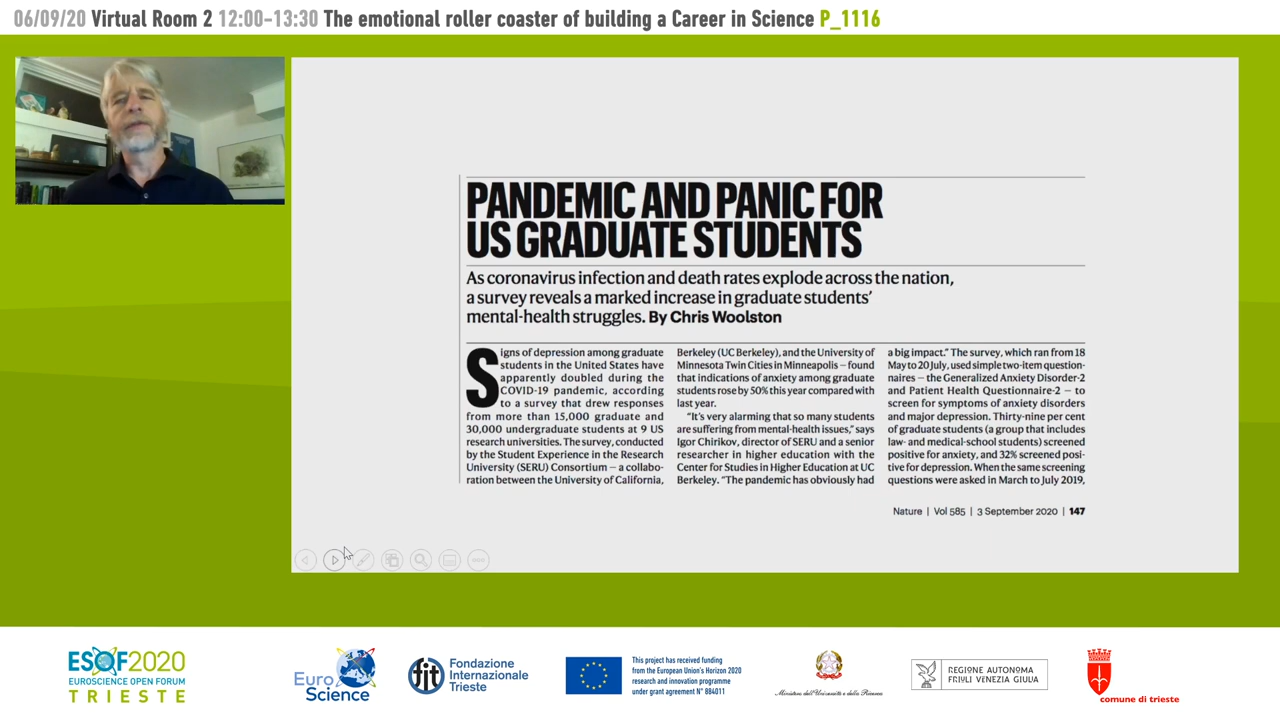 06/09/20 Virtual Room 2 12:00-13:30 The emotional roller coaster of building a Career in Science P_1116
PANDEMIC AND PANIC FOR
US GRADUATE STUDENTS
As coronavirus infection and death rates explode across the nation,
a survey reveals a marked increase in graduate students’
mental-health struggles. By Chris Woolston
Signs of depression among graduate
students in the United States have
apparently doubled during the
COVID-19 pandemic, according
to a survey that drew responses
from more than 15,000 graduate and
30,000 undergraduate students at 9 US
research universities. The survey, conducted
by the Student Experience in the Research
University (SERU) Consortium — a collabo-
ration between the University of California,
Berkeley (UC Berkeley), and the University of
Minnesota Twin Cities in Minneapolis — found
that indications of anxiety among graduate
students rose by 50% this year compared with
last year.
“It’s very alarming that so many students
are suffering from mental-health issues,” says
Igor Chirikov, director of SERU and a senior
researcher in higher education with the
Center for Studies in Higher Education at UC
Berkeley. “The pandemic has obviously had
a big impact.” The survey, which ran from 18
May to 20 July, used simple two-item question-
naires — the Generalized Anxiety Disorder-2
and Patient Health Questionnaire-2 — to
screen for symptoms of anxiety disorders
and major depression. Thirty-nine per cent
of graduate students (a group that includes
law- and medical-school students) screened
positive for anxiety, and 32% screened posi-
tive for depression. When the same screening
questions were asked in March to July 2019,
Nature | Vol 585 | 3 September 2020 | 147
ESOF2020
EUROSCIENCE OPEN FORUM
TRIESTE
Euro
Science
fit
Fondazione
Internazionale
Trieste
This project has received funding
from the European Union's Horizon 2020
research and innovation programme
under grant agreement N° 884011
Ministero dell'Università e della Ricerca
REGIONE AUTONOMA
FRIULI VENEZIA GIULIA
comune di trieste